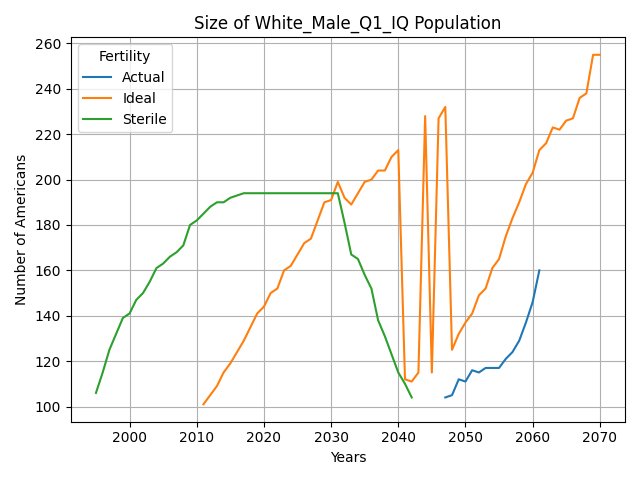 Size of White_Male_Q1_IQ Population
Number of Americans
260
240
220
200
180
160
140
120
100
Fertility
Actual
Ideal
Sterile
2000 2010 2020 2030 2040 2050 2060 2070
Years